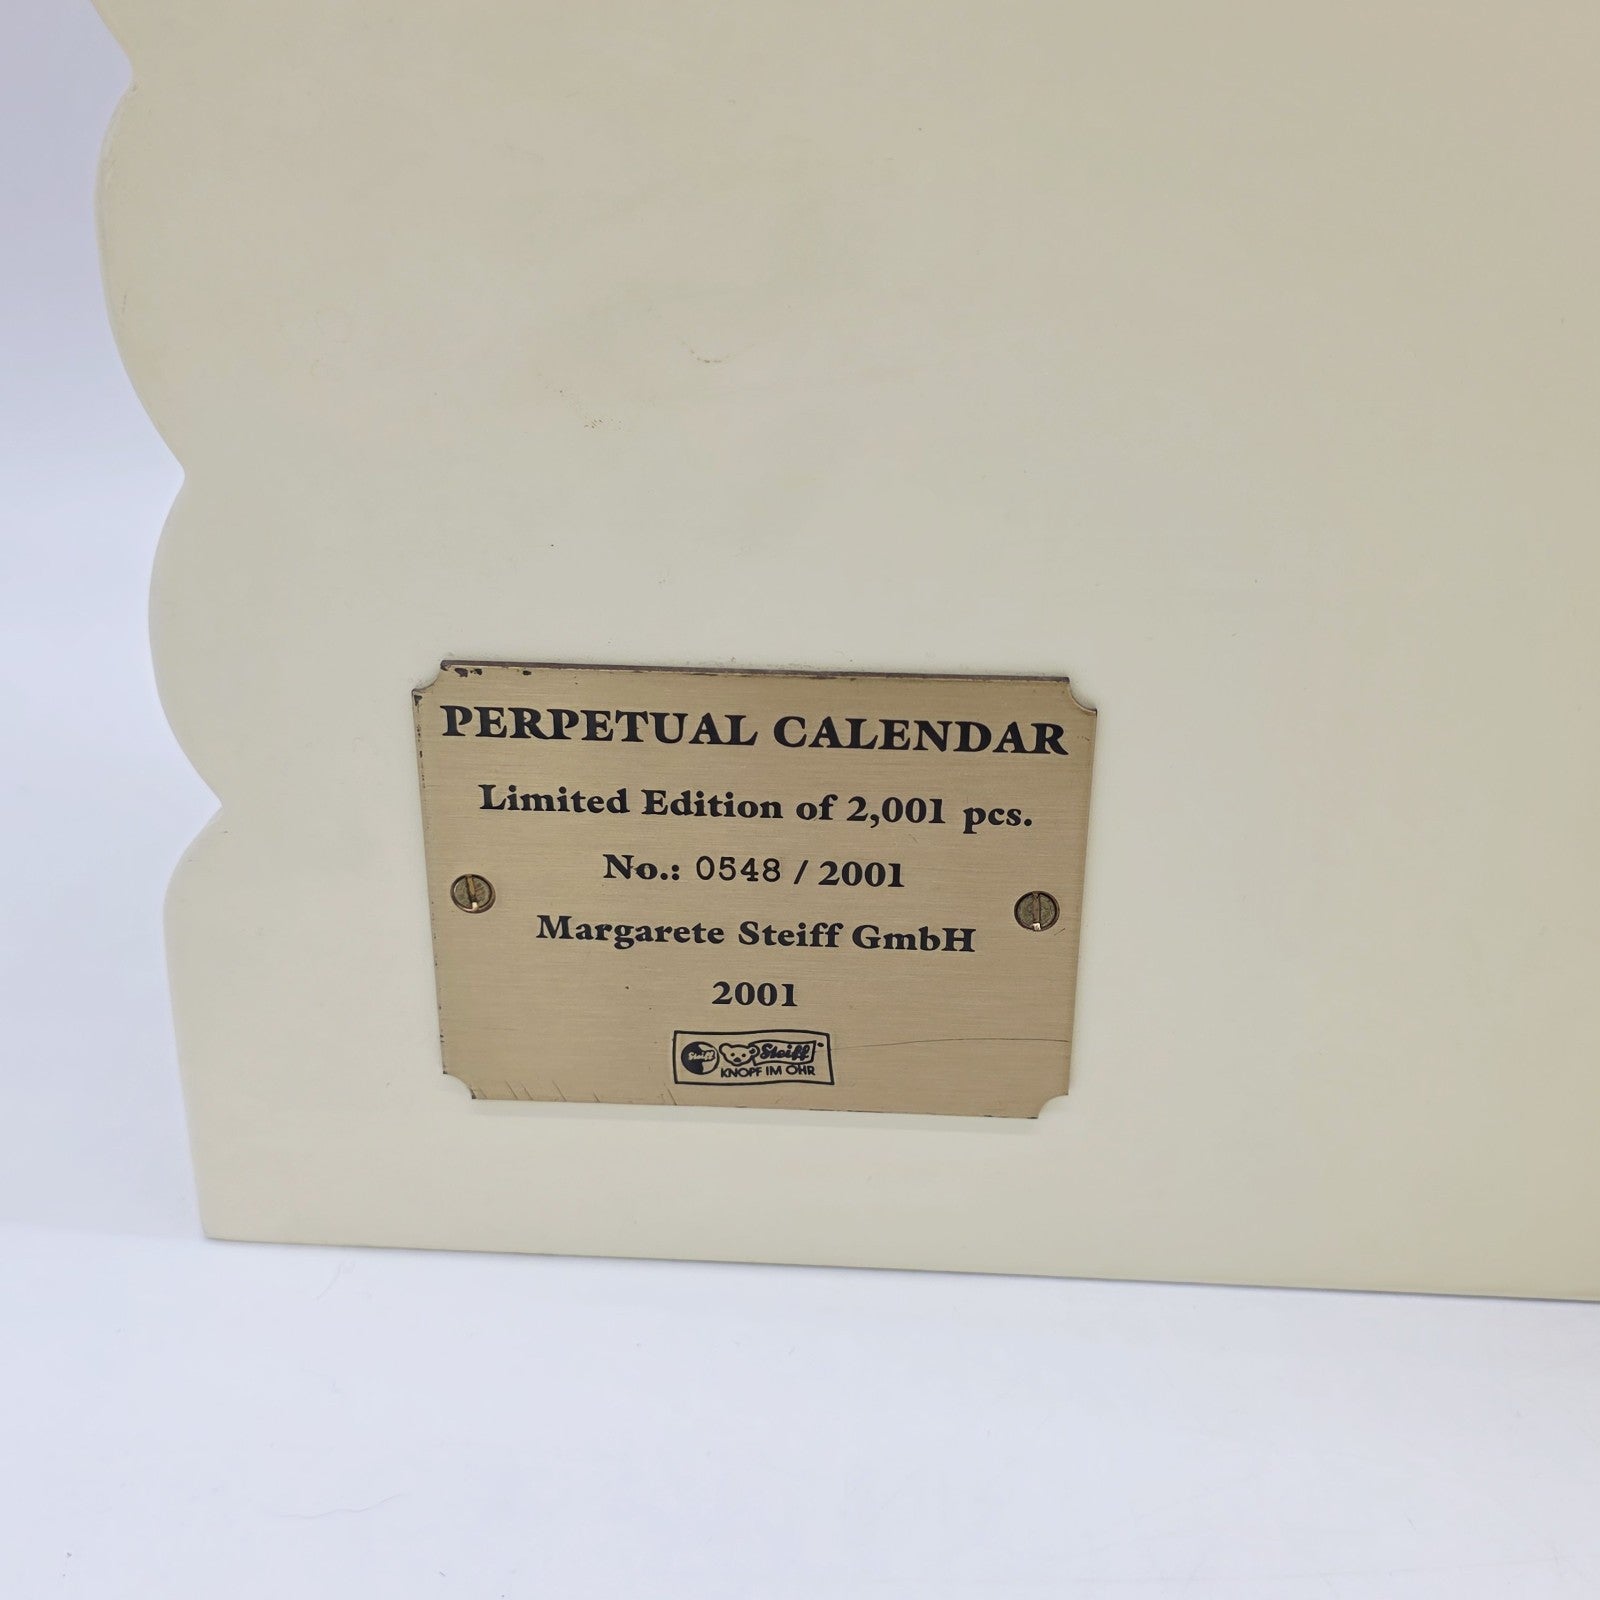 PERPETUAL CALENDAR
Limited Edition of 2,001 pcs.
No.: 0548 / 2001
Margarete Steiff GmbH
2001
Steiff Steiff
KNOPF IM OHR